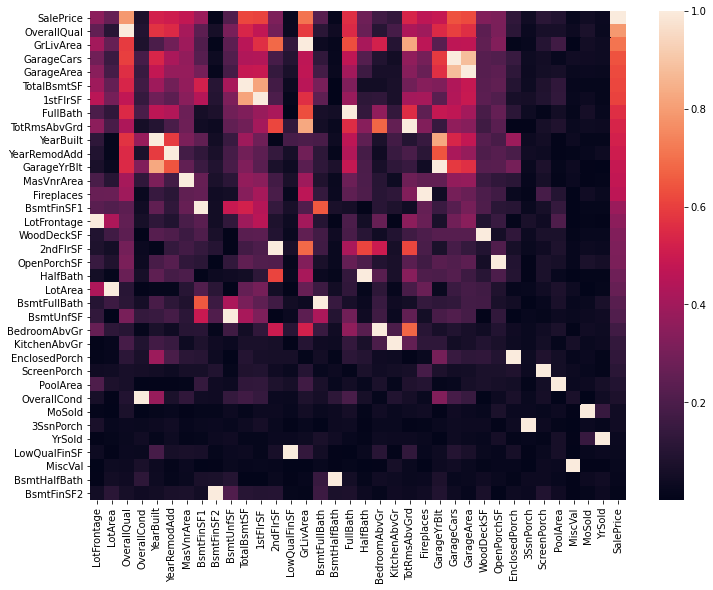 SalePrice
OverallQual
GrLivArea
GarageCars
GarageArea
TotalBsmtSF
1stFlrSF
FullBath
TotRmsAbvGrd
YearBuilt
YearRemodAdd
GarageYrBlt
MasVnrArea
Fireplaces
BsmtFinSF1
LotFrontage
WoodDeckSF
2ndFlrSF
OpenPorchSF
HalfBath
LotArea
BsmtFullBath
BsmtUnfSF
BedroomAbvGr
KitchenAbvGr
EnclosedPorch
ScreenPorch
PoolArea
OverallCond
MoSold
3SsnPorch
YrSold
LowQualFinSF
MiscVal
BsmtHalfBath
BsmtFinSF2
LotFrontage
LotArea
OverallQual
OverallCond
YearBuilt
YearRemodAdd
MasVnrArea
BsmtFinSF1
BsmtFinSF2
BsmtUnfSF
TotalBsmtSF
1stFlrSF
2ndFlrSF
LowQualFinSF
GrLivArea
BsmtFullBath
BsmtHalfBath
FullBath
HalfBath
BedroomAbvGr
KitchenAbvGr
TotRmsAbvGrd
Fireplaces
GarageYrBlt
GarageCars
GarageArea
WoodDeckSF
OpenPorchSF
EnclosedPorch
3SsnPorch
ScreenPorch
PoolArea
MiscVal
MoSold
YrSold
SalePrice
1.0
0.8
0.6
0.4
0.2